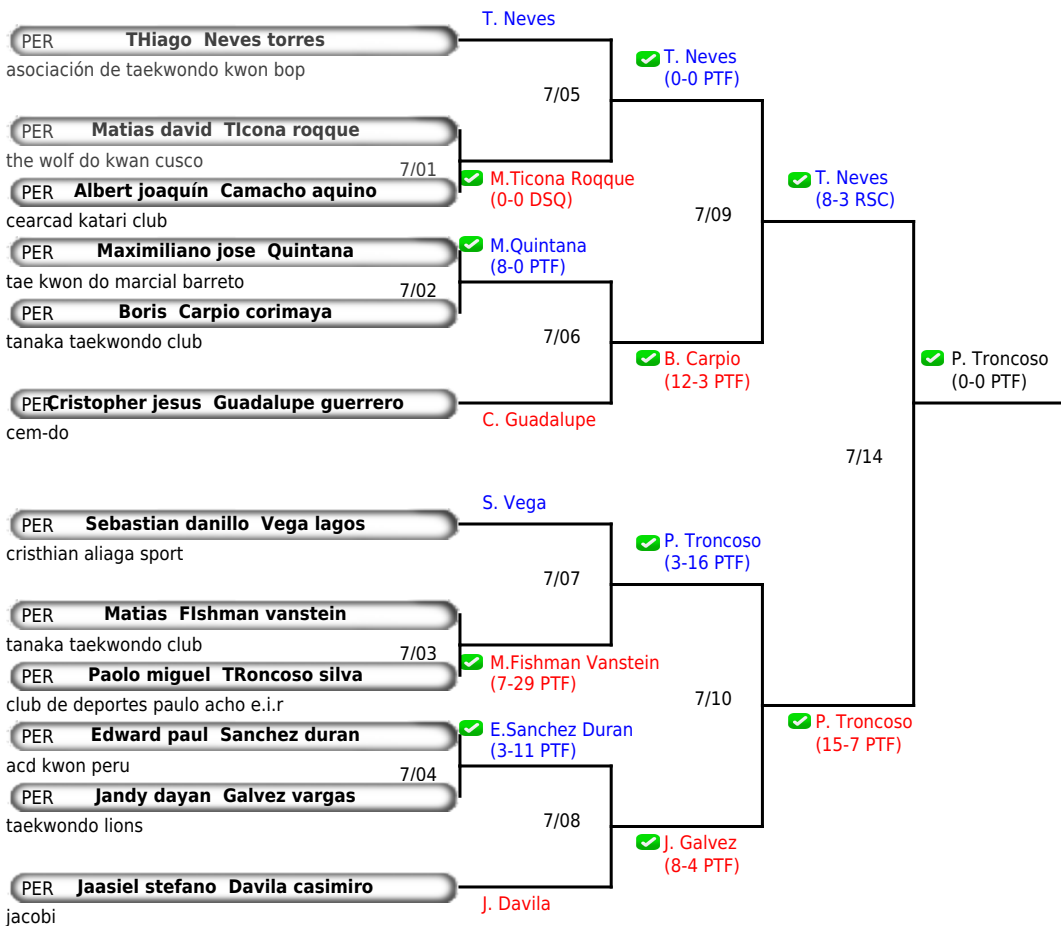 T. Neves
PER THiago Neves torres
asociación de taekwondo kwon bop
T. Neves
(0-0 PTF)
7/05
PER Matias david TIcona roqque
the wolf do kwan cusco
7/01
M.Ticona Roqque
(0-0 DSQ)
PER Albert joaquín Camacho aquino
cearcad katari club
T. Neves
(8-3 RSC)
7/09
PER Maximiliano jose Quintana
tae kwon do marcial barreto
M.Quintana
(8-0 PTF)
7/02
PER Boris Carpio corimaya
tanaka taekwondo club
7/06
B. Carpio
(12-3 PTF)
P. Troncoso
(0-0 PTF)
PER Cristopher jesus Guadalupe guerrero
cem-do
C. Guadalupe
7/14
S. Vega
PER Sebastian danillo Vega lagos
cristhian aliaga sport
P. Troncoso
(3-16 PTF)
7/07
PER Matias FIshman vanstein
tanaka taekwondo club
7/03
M.Fishman Vanstein
(7-29 PTF)
PER Paolo miguel TRoncoso silva
club de deportes paulo acho e.i.r
7/10
P. Troncoso
(15-7 PTF)
PER Edward paul Sanchez duran
acd kwon peru
E.Sanchez Duran
(3-11 PTF)
7/04
PER Jandy dayan Galvez vargas
taekwondo lions
7/08
J. Galvez
(8-4 PTF)
PER Jaasiel stefano Davila casimiro
jacobi
J. Davila